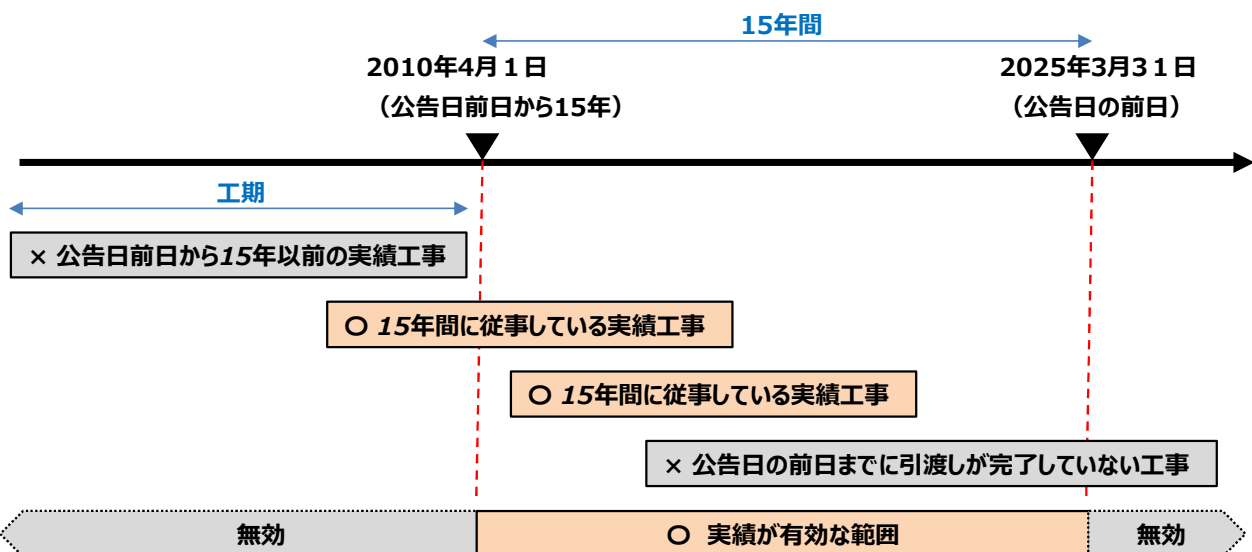 15年間
2010年4月１日
（公告日前日から15年）
2025年3月3１日
（公告日の前日）
工期
× 公告日前日から15年以前の実績工事
〇 15年間に従事している実績工事
〇 15年間に従事している実績工事
× 公告日の前日までに引渡しが完了していない工事
無効
〇 実績が有効な範囲
無効